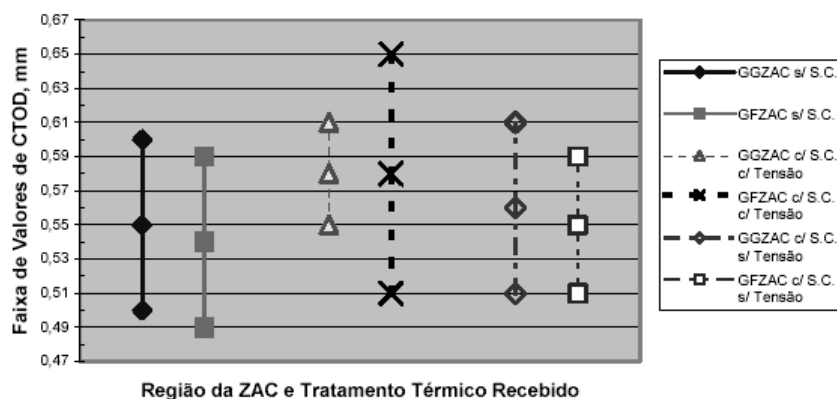 Faixa de Valores de CTOD, mm
0,67
0,65
0,63
0,61
0,59
0,57
0,55
0,53
0,51
0,49
0,47
Região da ZAC e Tratamento Térmico Recebido
GGZAC s/ S.C.
GFZAC s/ S.C.
GGZAC c/ S.C.
c/ Tensão
GFZAC c/ S.C.
c/ Tensão
GGZAC c/ S.C.
s/ Tensão
GFZAC c/ S.C.
s/ Tensão